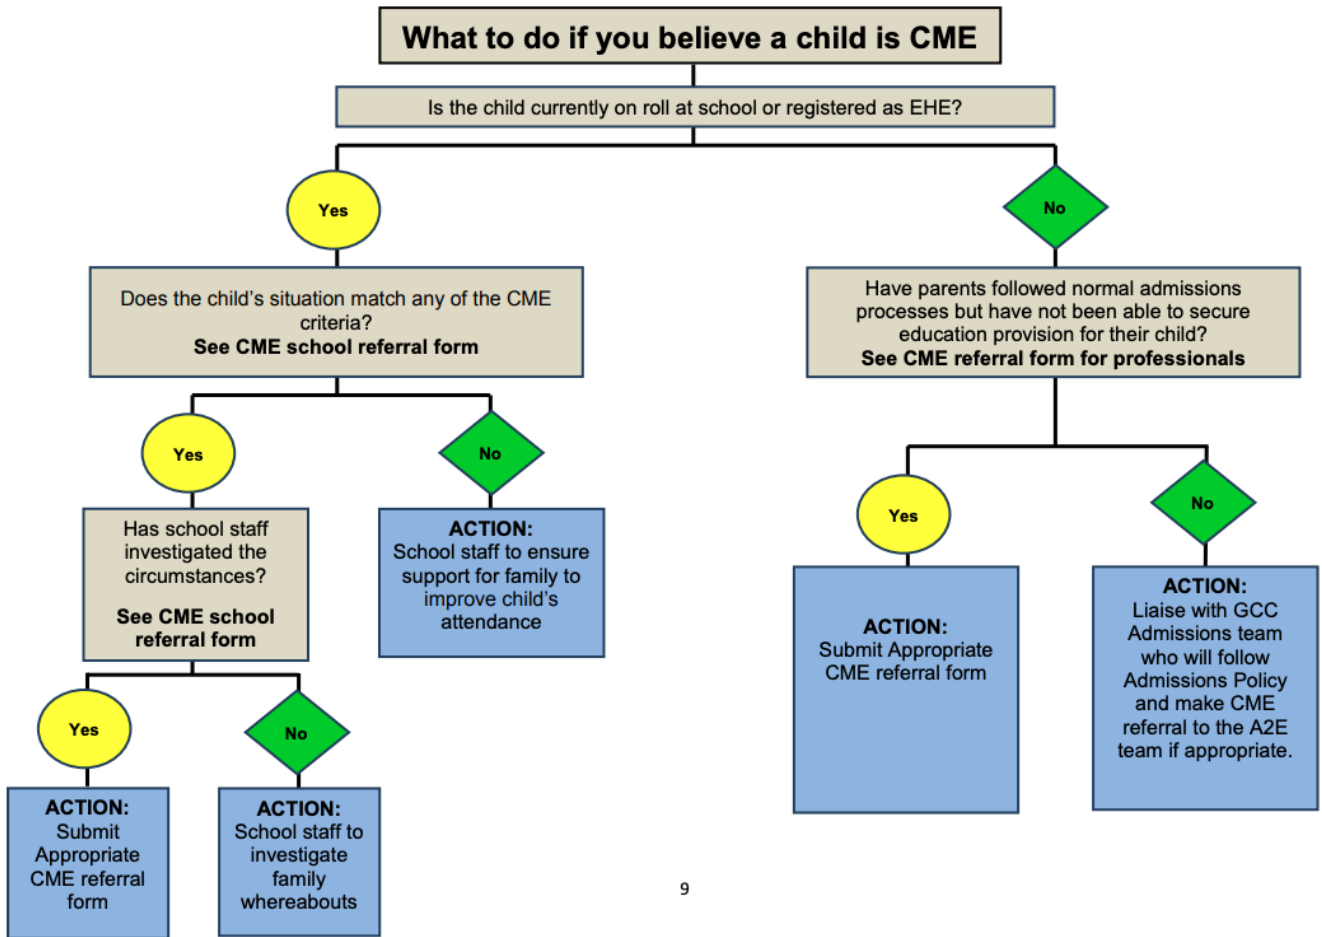 What to do if you believe a child is CME
Is the child currently on roll at school or registered as EHE?
Yes
No
Does the child's situation match any of the CME
criteria?
See CME school referral form
Have parents followed normal admissions
processes but have not been able to secure
education provision for their child?
See CME referral form for professionals
Yes
No
Yes
No
Has school staff
investigated the
circumstances?
See CME school
referral form
ACTION:
School staff to ensure
support for family to
improve child's
attendance
ACTION:
Submit Appropriate
CME referral form
ACTION:
Liaise with GCC
Admissions team
who will follow
Admissions Policy
and make CME
referral to the A2E
team if appropriate.
Yes
No
ACTION:
Submit
Appropriate
CME referral
form
ACTION:
School staff to
investigate
family
whereabouts
9